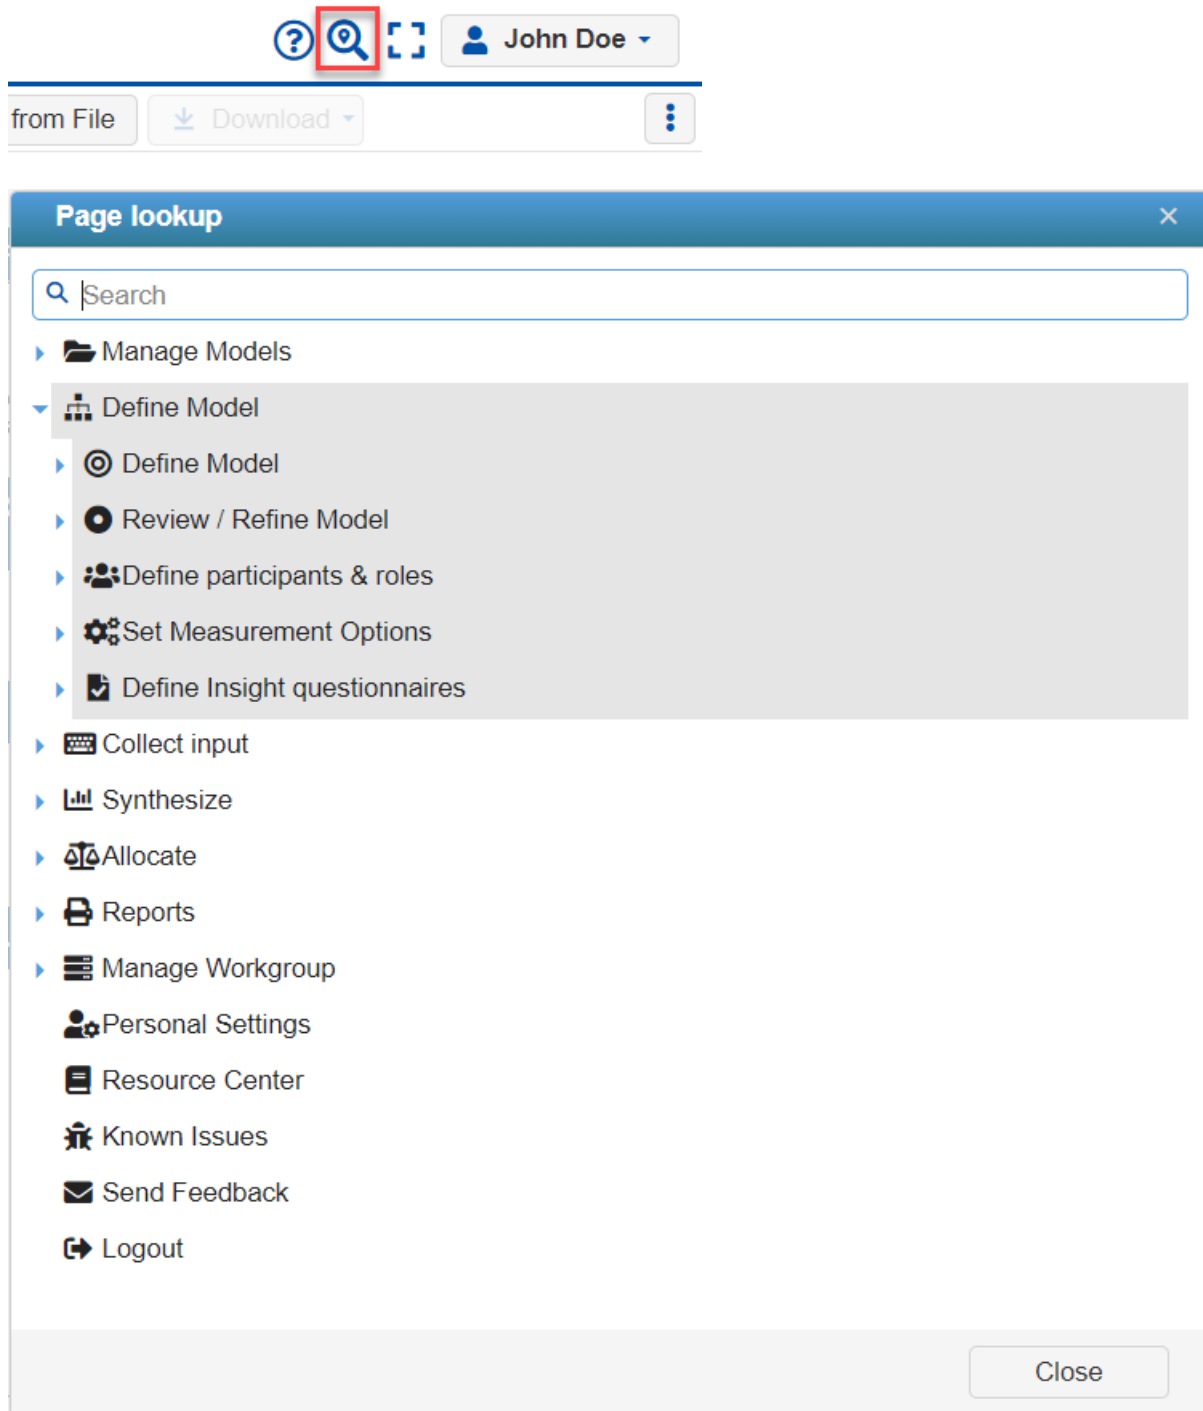 John Doe
from File
Download
Page lookup
Search
Manage Models
Define Model
Define Model
Review / Refine Model
Define participants & roles
Set Measurement Options
Define Insight questionnaires
Collect input
Synthesize
Allocate
Reports
Manage Workgroup
Personal Settings
Resource Center
Known Issues
Send Feedback
Logout
Close